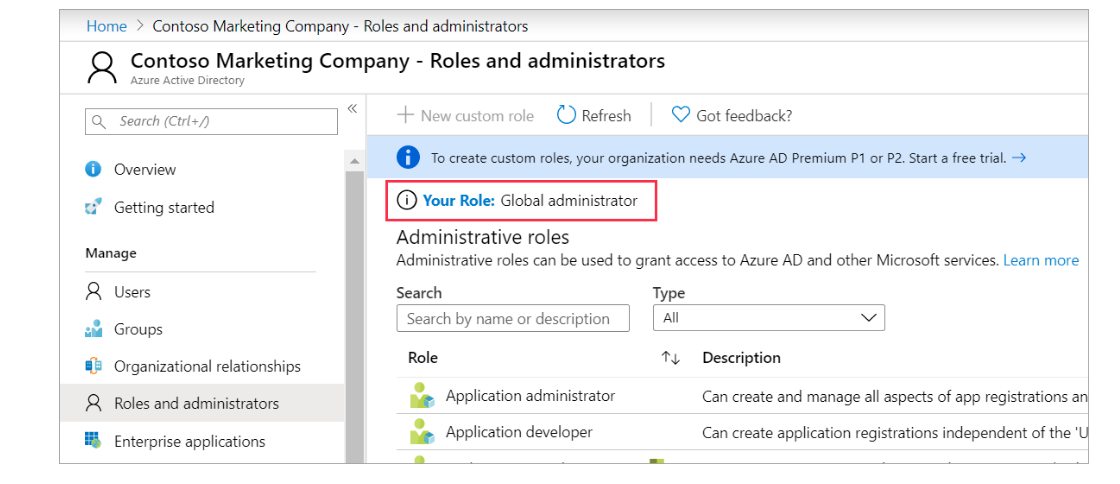 Home > Contoso Marketing Company - Roles and administrators
Contoso Marketing Company - Roles and administrators
Azure Active Directory
Search (Ctrl+/)
Overview
Getting started
Manage
Users
Groups
Organizational relationships
Roles and administrators
Enterprise applications
New custom role Refresh Got feedback?
To create custom roles, your organization needs Azure AD Premium P1 or P2. Start a free trial. →
Your Role: Global administrator
Administrative roles
Administrative roles can be used to grant access to Azure AD and other Microsoft services. Learn more
Search Type
Search by name or description All
Role ↑↓ Description
Application administrator Can create and manage all aspects of app registrations an
Application developer Can create application registrations independent of the 'U